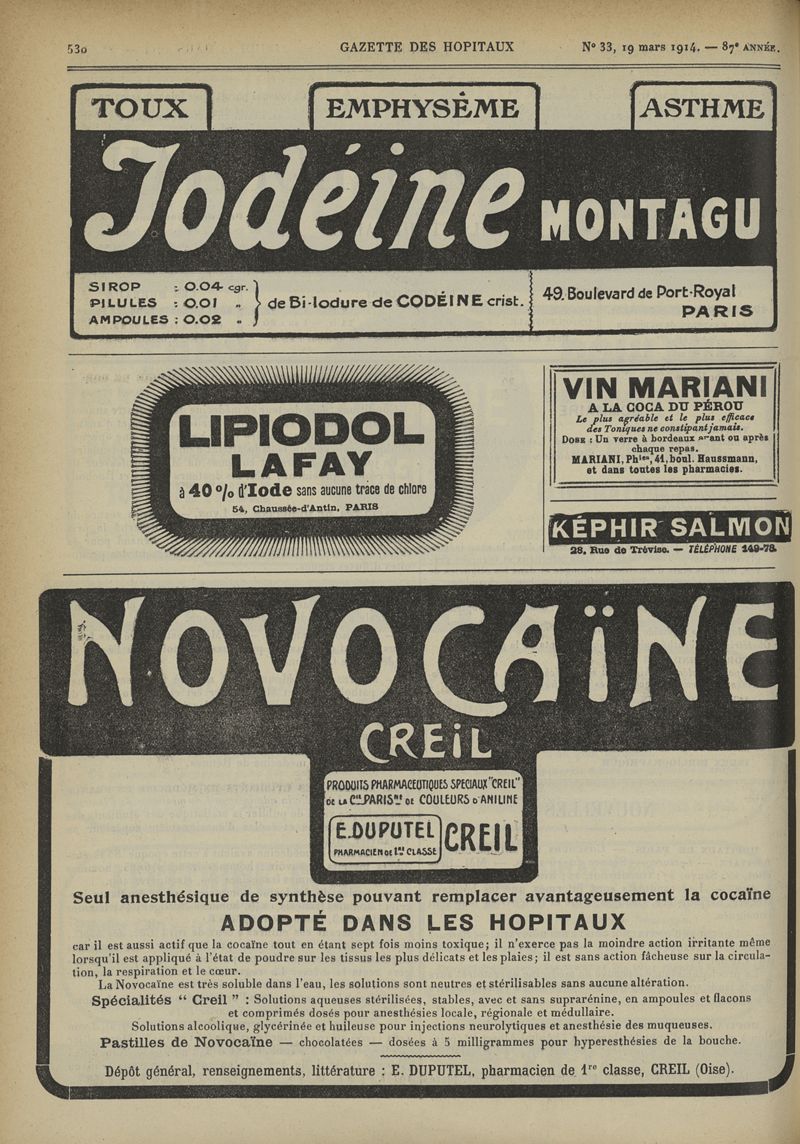 530
GAZETTE DES HOPITAUX
N° 33, 19 mars 1914. — 87e ANNÉE.
TOUX
EMPHYSÈME
ASTHME
Iodéine MONTAGU
SIROP : 0.04 cgr.
PILULES : 0.01 „
AMPOULES : 0.02 „
de Bi-Iodure de CODÉINE crist.
49. Boulevard de Port-Royal
PARIS
LIPIODOL
LAFAY
à 40 % d'Iode sans aucune trace de chlore
54, Chaussée-d'Antin, PARIS
VIN MARIANI
A LA COCA DU PÉROU
Le plus agréable et le plus efficace
des Toniques ne constipant jamais.
DOSE : Un verre à bordeaux avant ou après
chaque repas.
MARIANI, Phien, 41, boul. Haussmann,
et dans toutes les pharmacies.
KÉPHIR SALMON
28, Rue de Trévise. — TÉLÉPHONE 149-78.
NOVOCAÏNE
CREIL
PRODUITS PHARMACEUTIQUES SPECIAUX "CREIL"
DE LA Cie PARISne DE COULEURS D'ANILINE
E. DUPUTEL
PHARMACIEN DE 1ère CLASSE
CREIL
Seul anesthésique de synthèse pouvant remplacer avantageusement la cocaïne
ADOPTÉ DANS LES HOPITAUX
car il est aussi actif que la cocaïne tout en étant sept fois moins toxique; il n'exerce pas la moindre action irritante même
lorsqu'il est appliqué à l'état de poudre sur les tissus les plus délicats et les plaies; il est sans action fâcheuse sur la circula-
tion, la respiration et le cœur.
La Novocaïne est très soluble dans l'eau, les solutions sont neutres et stérilisables sans aucune altération.
Spécialités “ Creil ” : Solutions aqueuses stérilisées, stables, avec et sans suprarénine, en ampoules et flacons
et comprimés dosés pour anesthésies locale, régionale et médullaire.
Solutions alcoolique, glycérinée et huileuse pour injections neurolytiques et anesthésie des muqueuses.
Pastilles de Novocaïne — chocolatées — dosées à 5 milligrammes pour hyperesthésies de la bouche.
Dépôt général, renseignements, littérature : E. DUPUTEL, pharmacien de 1re classe, CREIL (Oise).